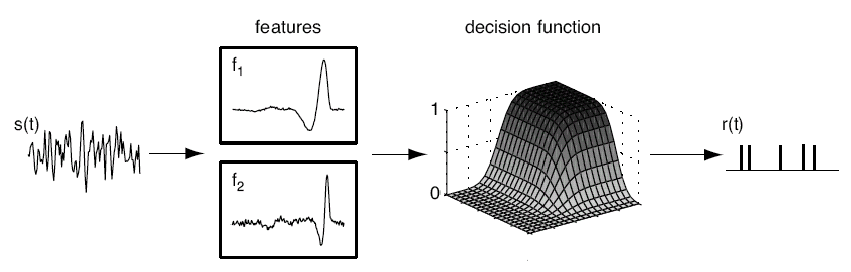 features
decision function
s(t)
f1
f2
1
0
r(t)